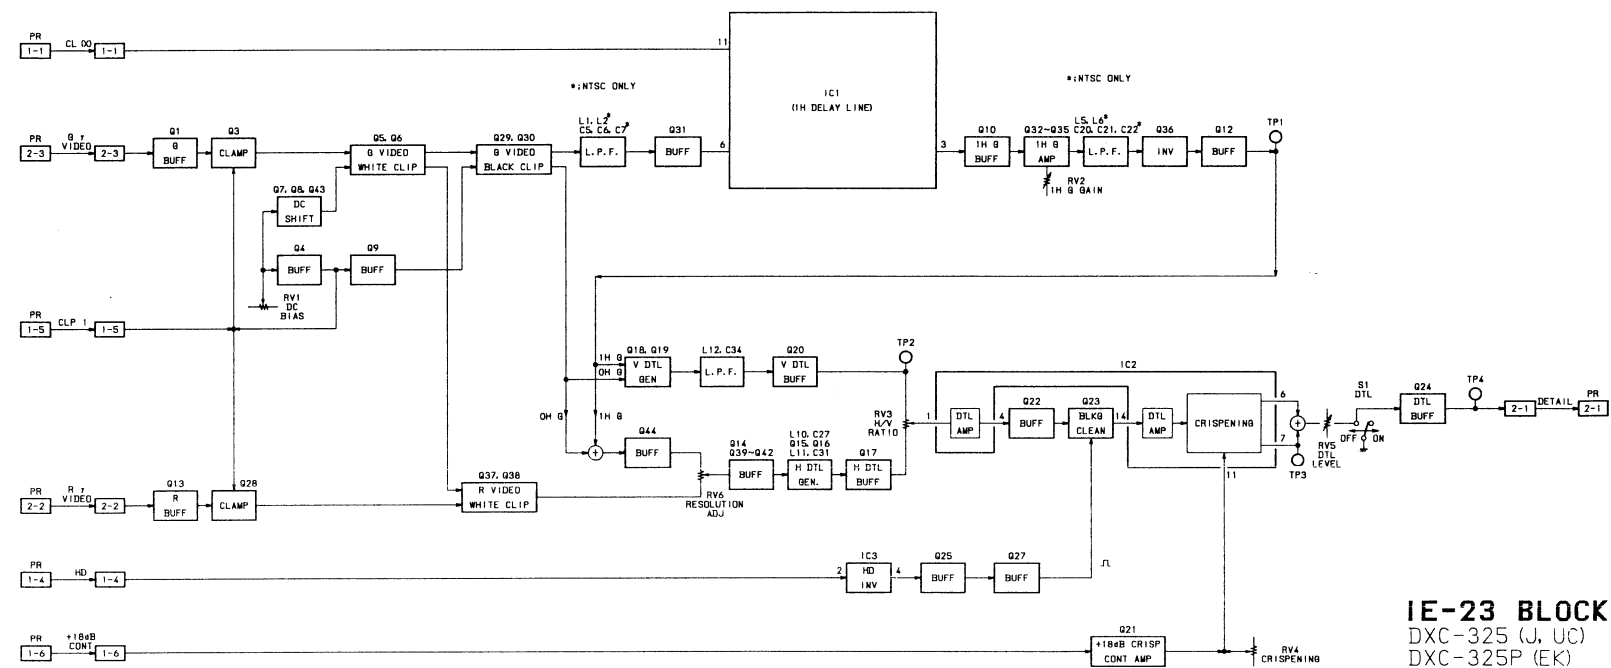 PR
1-1
CL DO
1-1
11
IC1
(1H DELAY LINE)
*:NTSC ONLY
*:NTSC ONLY
PR
2-3
G γ
VIDEO
2-3
Q1
G
BUFF
Q3
CLAMP
Q5, Q6
G VIDEO
WHITE CLIP
Q29, Q30
G VIDEO
BLACK CLIP
L1, L2*
C5, C6, C7*
L.P.F.
Q31
BUFF
6
3
Q10
1H G
BUFF
Q32~Q35
1H G
AMP
RV2
1H G GAIN
L5, L6*
C20, C21, C22*
L.P.F.
Q36
INV
Q12
BUFF
TP1
Q7, Q8, Q43
DC
SHIFT
Q4
BUFF
Q9
BUFF
RV1
DC
BIAS
PR
1-5
CLP 1
1-5
1H G
0H G
Q18, Q19
V DTL
GEN
L12, C34
L.P.F.
Q20
V DTL
BUFF
TP2
0H G
1H G
Q44
BUFF
Q14
Q39~Q42
BUFF
RV6
RESOLUTION
ADJ
L10, C27
Q15, Q16
L11, C31
H DTL
GEN.
Q17
H DTL
BUFF
RV3
H/V
RATIO
IC2
1
DTL
AMP
4
Q22
BUFF
Q23
BLKG
CLEAN
14
DTL
AMP
CRISPENING
6
7
11
TP3
RV5
DTL
LEVEL
S1
DTL
OFF
ON
Q24
DTL
BUFF
TP4
2-1
DETAIL
PR
2-1
PR
2-2
R γ
VIDEO
2-2
Q13
R
BUFF
Q28
CLAMP
Q37, Q38
R VIDEO
WHITE CLIP
PR
1-4
HD
1-4
2
IC3
HD
INV
4
Q25
BUFF
Q27
BUFF
PR
1-6
+18dB
CONT
1-6
Q21
+18dB CRISP
CONT AMP
RV4
CRISPENING
IE-23 BLOCK
DXC-325 (J, UC)
DXC-325P (EK)